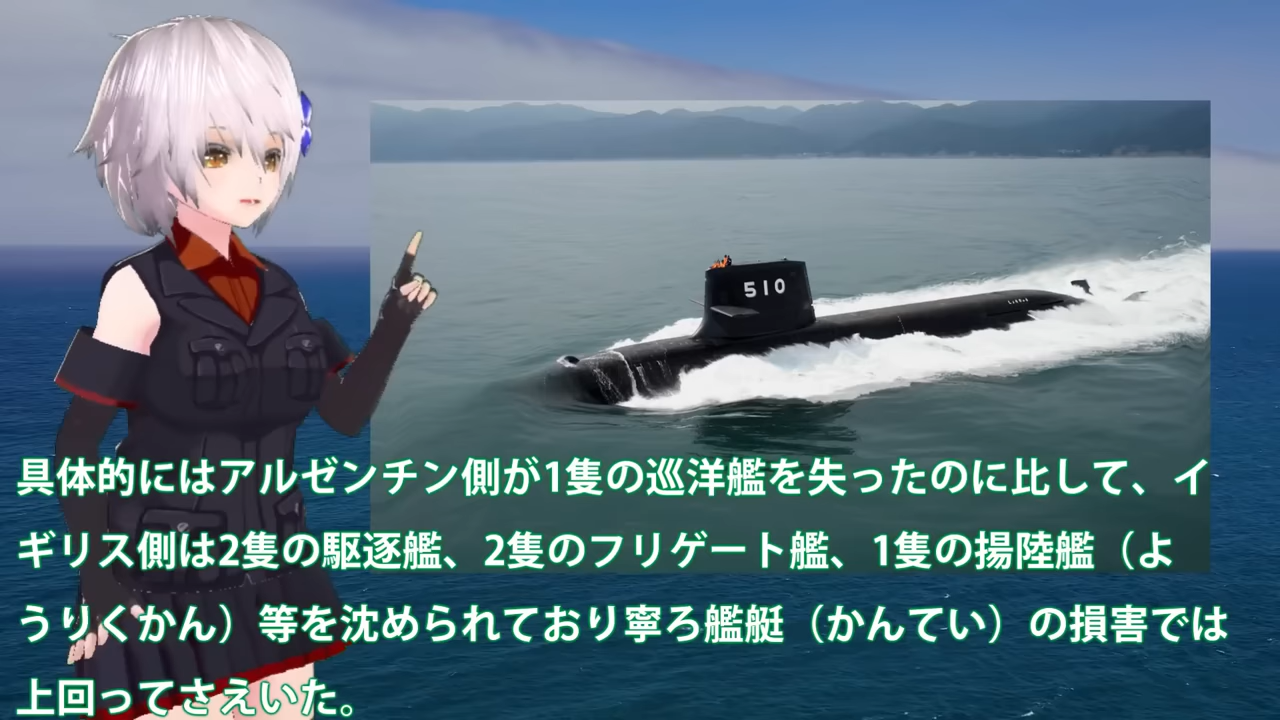 510
具体的にはアルゼンチン側が1隻の巡洋艦を失ったのに比して、イ
ギリス側は2隻の駆逐艦、2隻のフリゲート艦、1隻の揚陸艦（よ
うりくかん）等を沈められており寧ろ艦艇（かんてい）の損害では
上回ってさえいた。